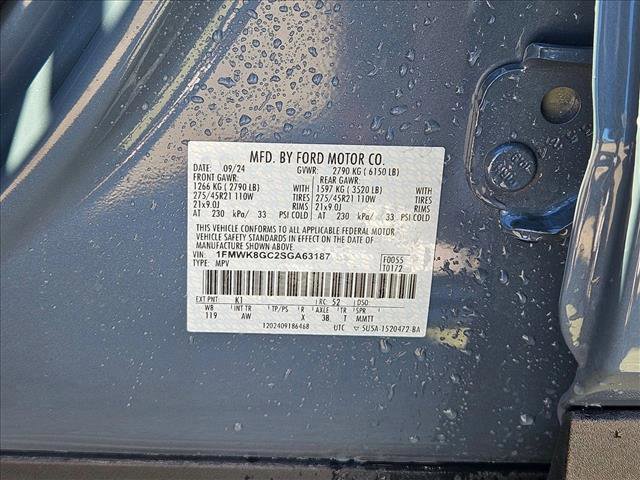 MFD. BY FORD MOTOR CO.
DATE: 09/24 GVWR: 2790 KG ( 6150 LB)
FRONT GAWR: REAR GAWR:
1266 KG ( 2790 LB) WITH 1597 KG ( 3520 LB) WITH
275/45R21 110W TIRES 275/45R21 110W TIRES
21x9.0J RIMS 21x9.0J RIMS
AT 230 kPa/ 33 PSI COLD AT 230 kPa/ 33 PSI COLD
THIS VEHICLE CONFORMS TO ALL APPLICABLE FEDERAL MOTOR
VEHICLE SAFETY STANDARDS IN EFFECT ON THE DATE OF
MANUFACTURE SHOWN ABOVE.
VIN: 1FMWK8GC2SGA63187 F0055
TYPE: MPV T0172
EXT PNT: K1 RC: 52 DSO:
WB INT TR TP/PS R AXLE TR SPR
119 AW X 38 T MMTT
1202409186468 UTC ▽ SU5A-1520472-BA